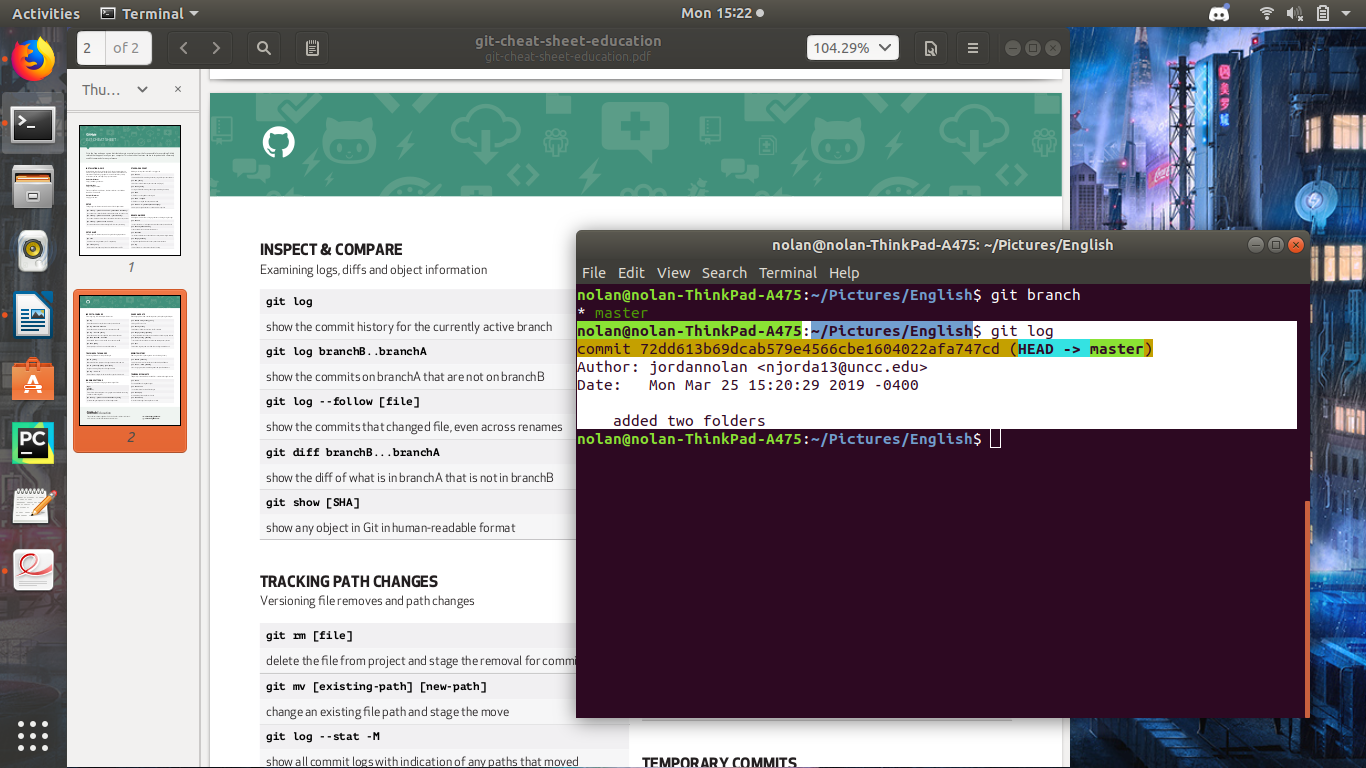 Activities
Terminal
Mon 15:22
2 of 2
git-cheat-sheet-education
git-cheat-sheet-education.pdf
104.29%
Thu…
1
2
INSPECT & COMPARE
Examining logs, diffs and object information
git log
show the commit history for the currently active branch
git log branchB..branchA
show the commits on branchA that are not on branchB
git log --follow [file]
show the commits that changed file, even across renames
git diff branchB...branchA
show the diff of what is in branchA that is not in branchB
git show [SHA]
show any object in Git in human-readable format
TRACKING PATH CHANGES
Versioning file removes and path changes
git rm [file]
delete the file from project and stage the removal for
git mv [existing-path] [new-path]
change an existing file path and stage the move
git log --stat -M
show all commit logs with indication of any paths that moved
TEMPORARY COMMITS
nolan@nolan-ThinkPad-A475: ~/Pictures/English
File Edit View Search Terminal Help
nolan@nolan-ThinkPad-A475:~/Pictures/English$ git branch
* master
nolan@nolan-ThinkPad-A475:~/Pictures/English$ git log
commit 72dd613b69dcab579e4566cbe1604022afa747cd (HEAD -> master)
Author: jordannolan <njorda13@uncc.edu>
Date:   Mon Mar 25 15:20:29 2019 -0400
added two folders
nolan@nolan-ThinkPad-A475:~/Pictures/English$
PC